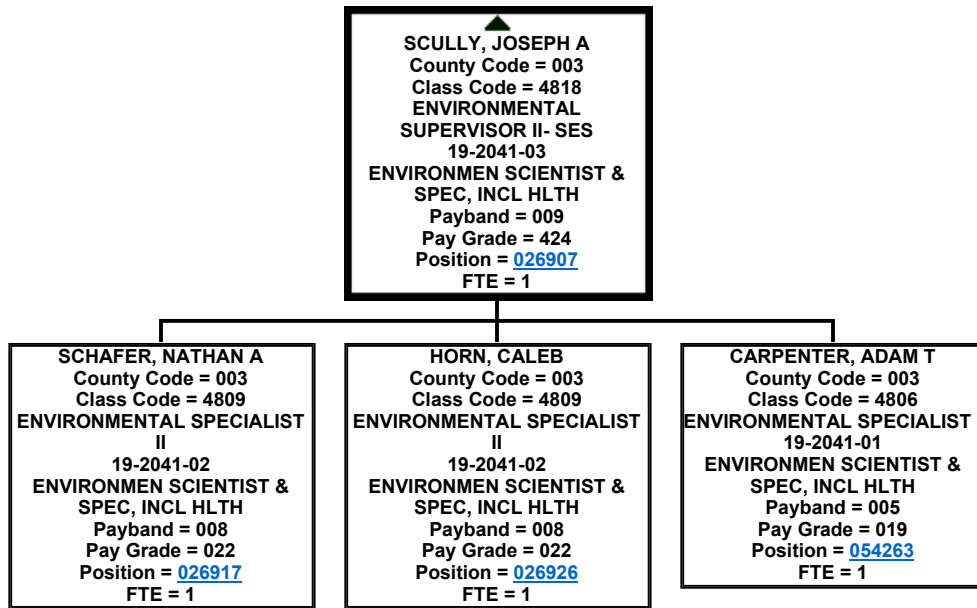 SCULLY, JOSEPH A
County Code = 003
Class Code = 4818
ENVIRONMENTAL
SUPERVISOR II- SES
19-2041-03
ENVIRONMEN SCIENTIST &
SPEC, INCL HLTH
Payband = 009
Pay Grade = 424
Position = 026907
FTE = 1
SCHAFER, NATHAN A
County Code = 003
Class Code = 4809
ENVIRONMENTAL SPECIALIST
II
19-2041-02
ENVIRONMEN SCIENTIST &
SPEC, INCL HLTH
Payband = 008
Pay Grade = 022
Position = 026917
FTE = 1
HORN, CALEB
County Code = 003
Class Code = 4809
ENVIRONMENTAL SPECIALIST
II
19-2041-02
ENVIRONMEN SCIENTIST &
SPEC, INCL HLTH
Payband = 008
Pay Grade = 022
Position = 026926
FTE = 1
CARPENTER, ADAM T
County Code = 003
Class Code = 4806
ENVIRONMENTAL SPECIALIST
19-2041-01
ENVIRONMEN SCIENTIST &
SPEC, INCL HLTH
Payband = 005
Pay Grade = 019
Position = 054263
FTE = 1